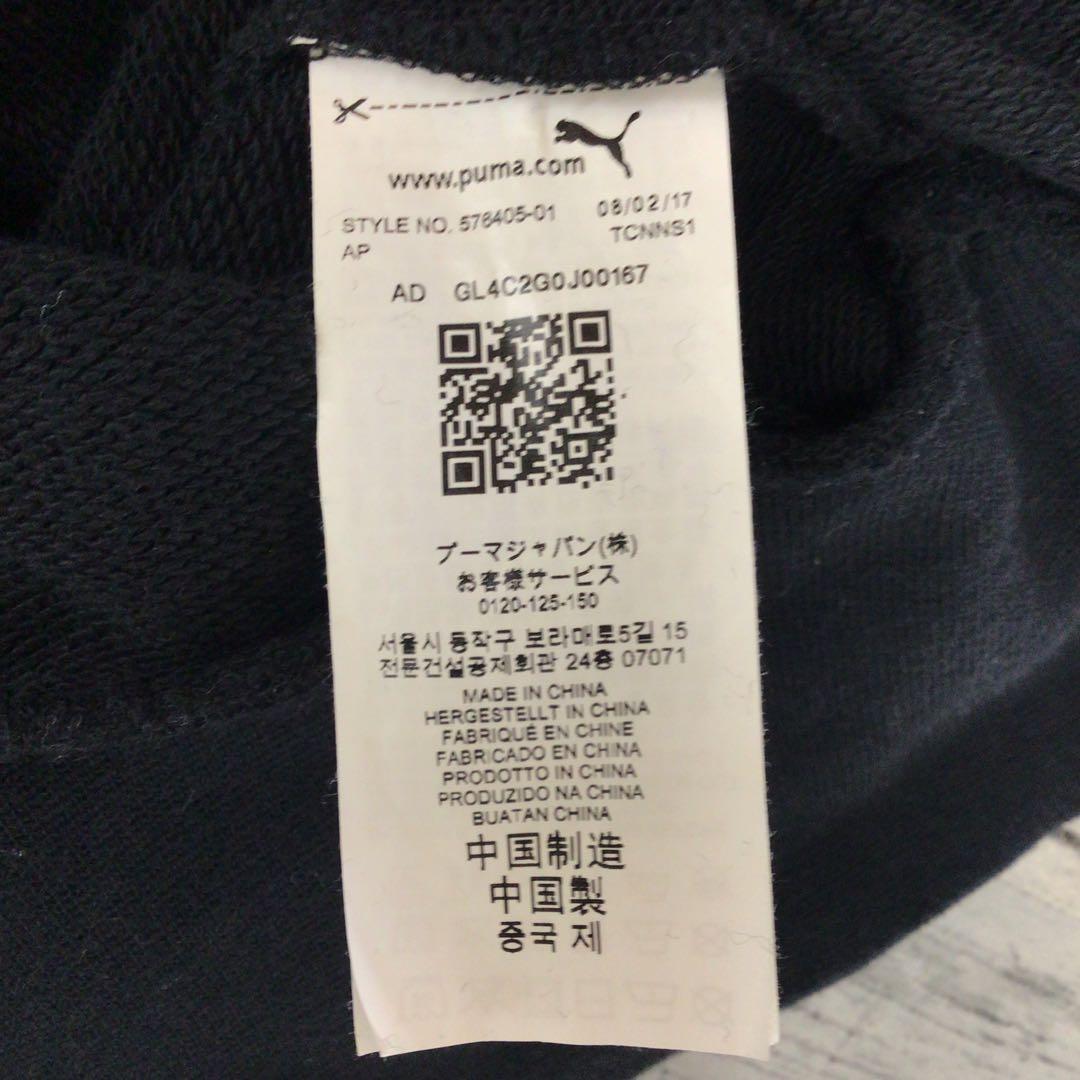 www.puma.com
STYLE NO. 578405-01 08/02/17
AP TCNNS1
AD GL4C2G0J00167
プーマジャパン(株)
お客様サービス
0120-125-150
서울시 동작구 보라매로5길 15
전문건설공제회관 24층 07071
MADE IN CHINA
HERGESTELLT IN CHINA
FABRIQUÉ EN CHINE
FABRICADO EN CHINA
PRODOTTO IN CHINA
PRODUZIDO NA CHINA
BUATAN CHINA
中国制造
中国製
중국 제